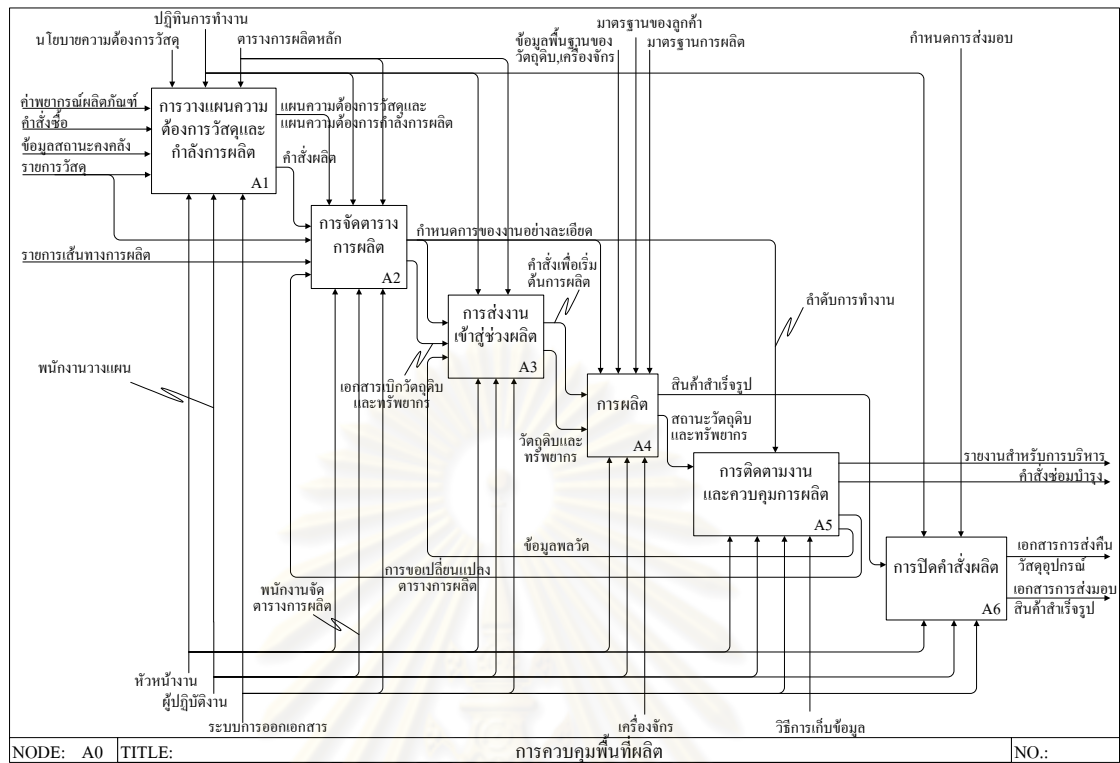 ปฏิทินการทำงาน
นโยบายความต้องการวัสดุ
ตารางการผลิตหลัก
มาตรฐานของลูกค้า
ข้อมูลพื้นฐานของ
วัตถุดิบ,เครื่องจักร
มาตรฐานการผลิต
กำหนดการส่งมอบ
ค่าพยากรณ์ผลิตภัณฑ์
คำสั่งซื้อ
ข้อมูลสถานะคงคลัง
รายการวัสดุ
การวางแผนความ
ต้องการวัสดุและ
กำลังการผลิต
A1
แผนความต้องการวัสดุและ
แผนความต้องการกำลังการผลิต
คำสั่งผลิต
รายการเส้นทางการผลิต
การจัดตาราง
การผลิต
A2
กำหนดการของงานอย่างละเอียด
คำสั่งเพื่อเริ่ม
ต้นการผลิต
ลำดับการทำงาน
การส่งงาน
เข้าสู่ช่วงผลิต
A3
พนักงานวางแผน
เอกสารเบิกวัตถุดิบ
และทรัพยากร
วัตถุดิบและ
ทรัพยากร
การผลิต
A4
สินค้าสำเร็จรูป
สถานะวัตถุดิบ
และทรัพยากร
การติดตามงาน
และควบคุมการผลิต
A5
รายงานสำหรับการบริหาร
คำสั่งซ่อมบำรุง
ข้อมูลพลวัต
การขอเปลี่ยนแปลง
ตารางการผลิต
พนักงานจัด
ตารางการผลิต
การปิดคำสั่งผลิต
A6
เอกสารการส่งคืน
วัสดุอุปกรณ์
เอกสารการส่งมอบ
สินค้าสำเร็จรูป
หัวหน้างาน
ผู้ปฏิบัติงาน
ระบบการออกเอกสาร
เครื่องจักร
วิธีการเก็บข้อมูล
NODE: A0 TITLE: การควบคุมพื้นที่ผลิต NO.: